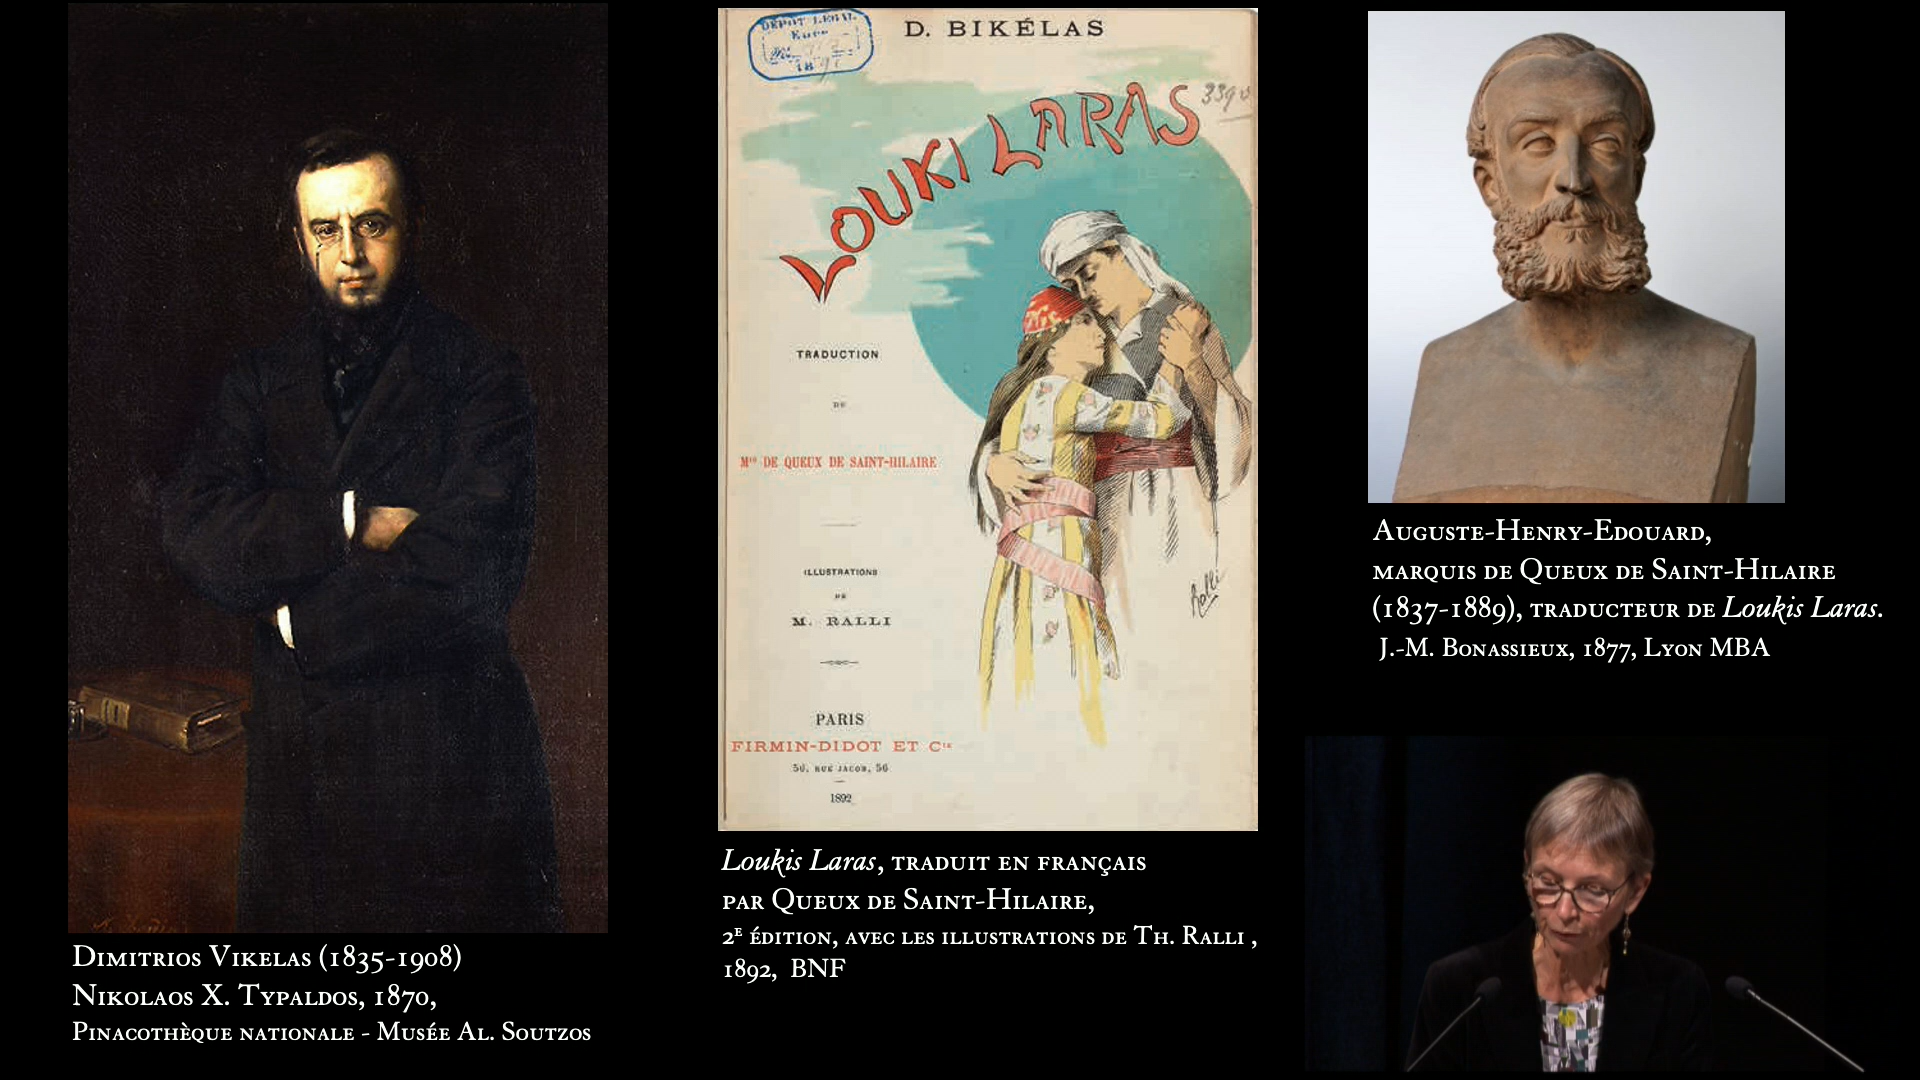 Dimitrios Vikelas (1835-1908)
Nikolaos X. Typaldos, 1870,
Pinacothèque nationale - Musée Al. Soutzos
DÉPÔT LÉGAL
Eure
D. BIKÉLAS
339
LOUKI LARAS
TRADUCTION
DE
Mis DE QUEUX DE SAINT-HILAIRE
ILLUSTRATIONS
DE
M. RALLI
Ralli
PARIS
FIRMIN-DIDOT ET Cie
56, RUE JACOB, 56
1892
Loukis Laras, traduit en français
par Queux de Saint-Hilaire,
2e édition, avec les illustrations de Th. Ralli ,
1892, BNF
Auguste-Henry-Edouard,
marquis de Queux de Saint-Hilaire
(1837-1889), traducteur de Loukis Laras.
J.-M. Bonassieux, 1877, Lyon MBA